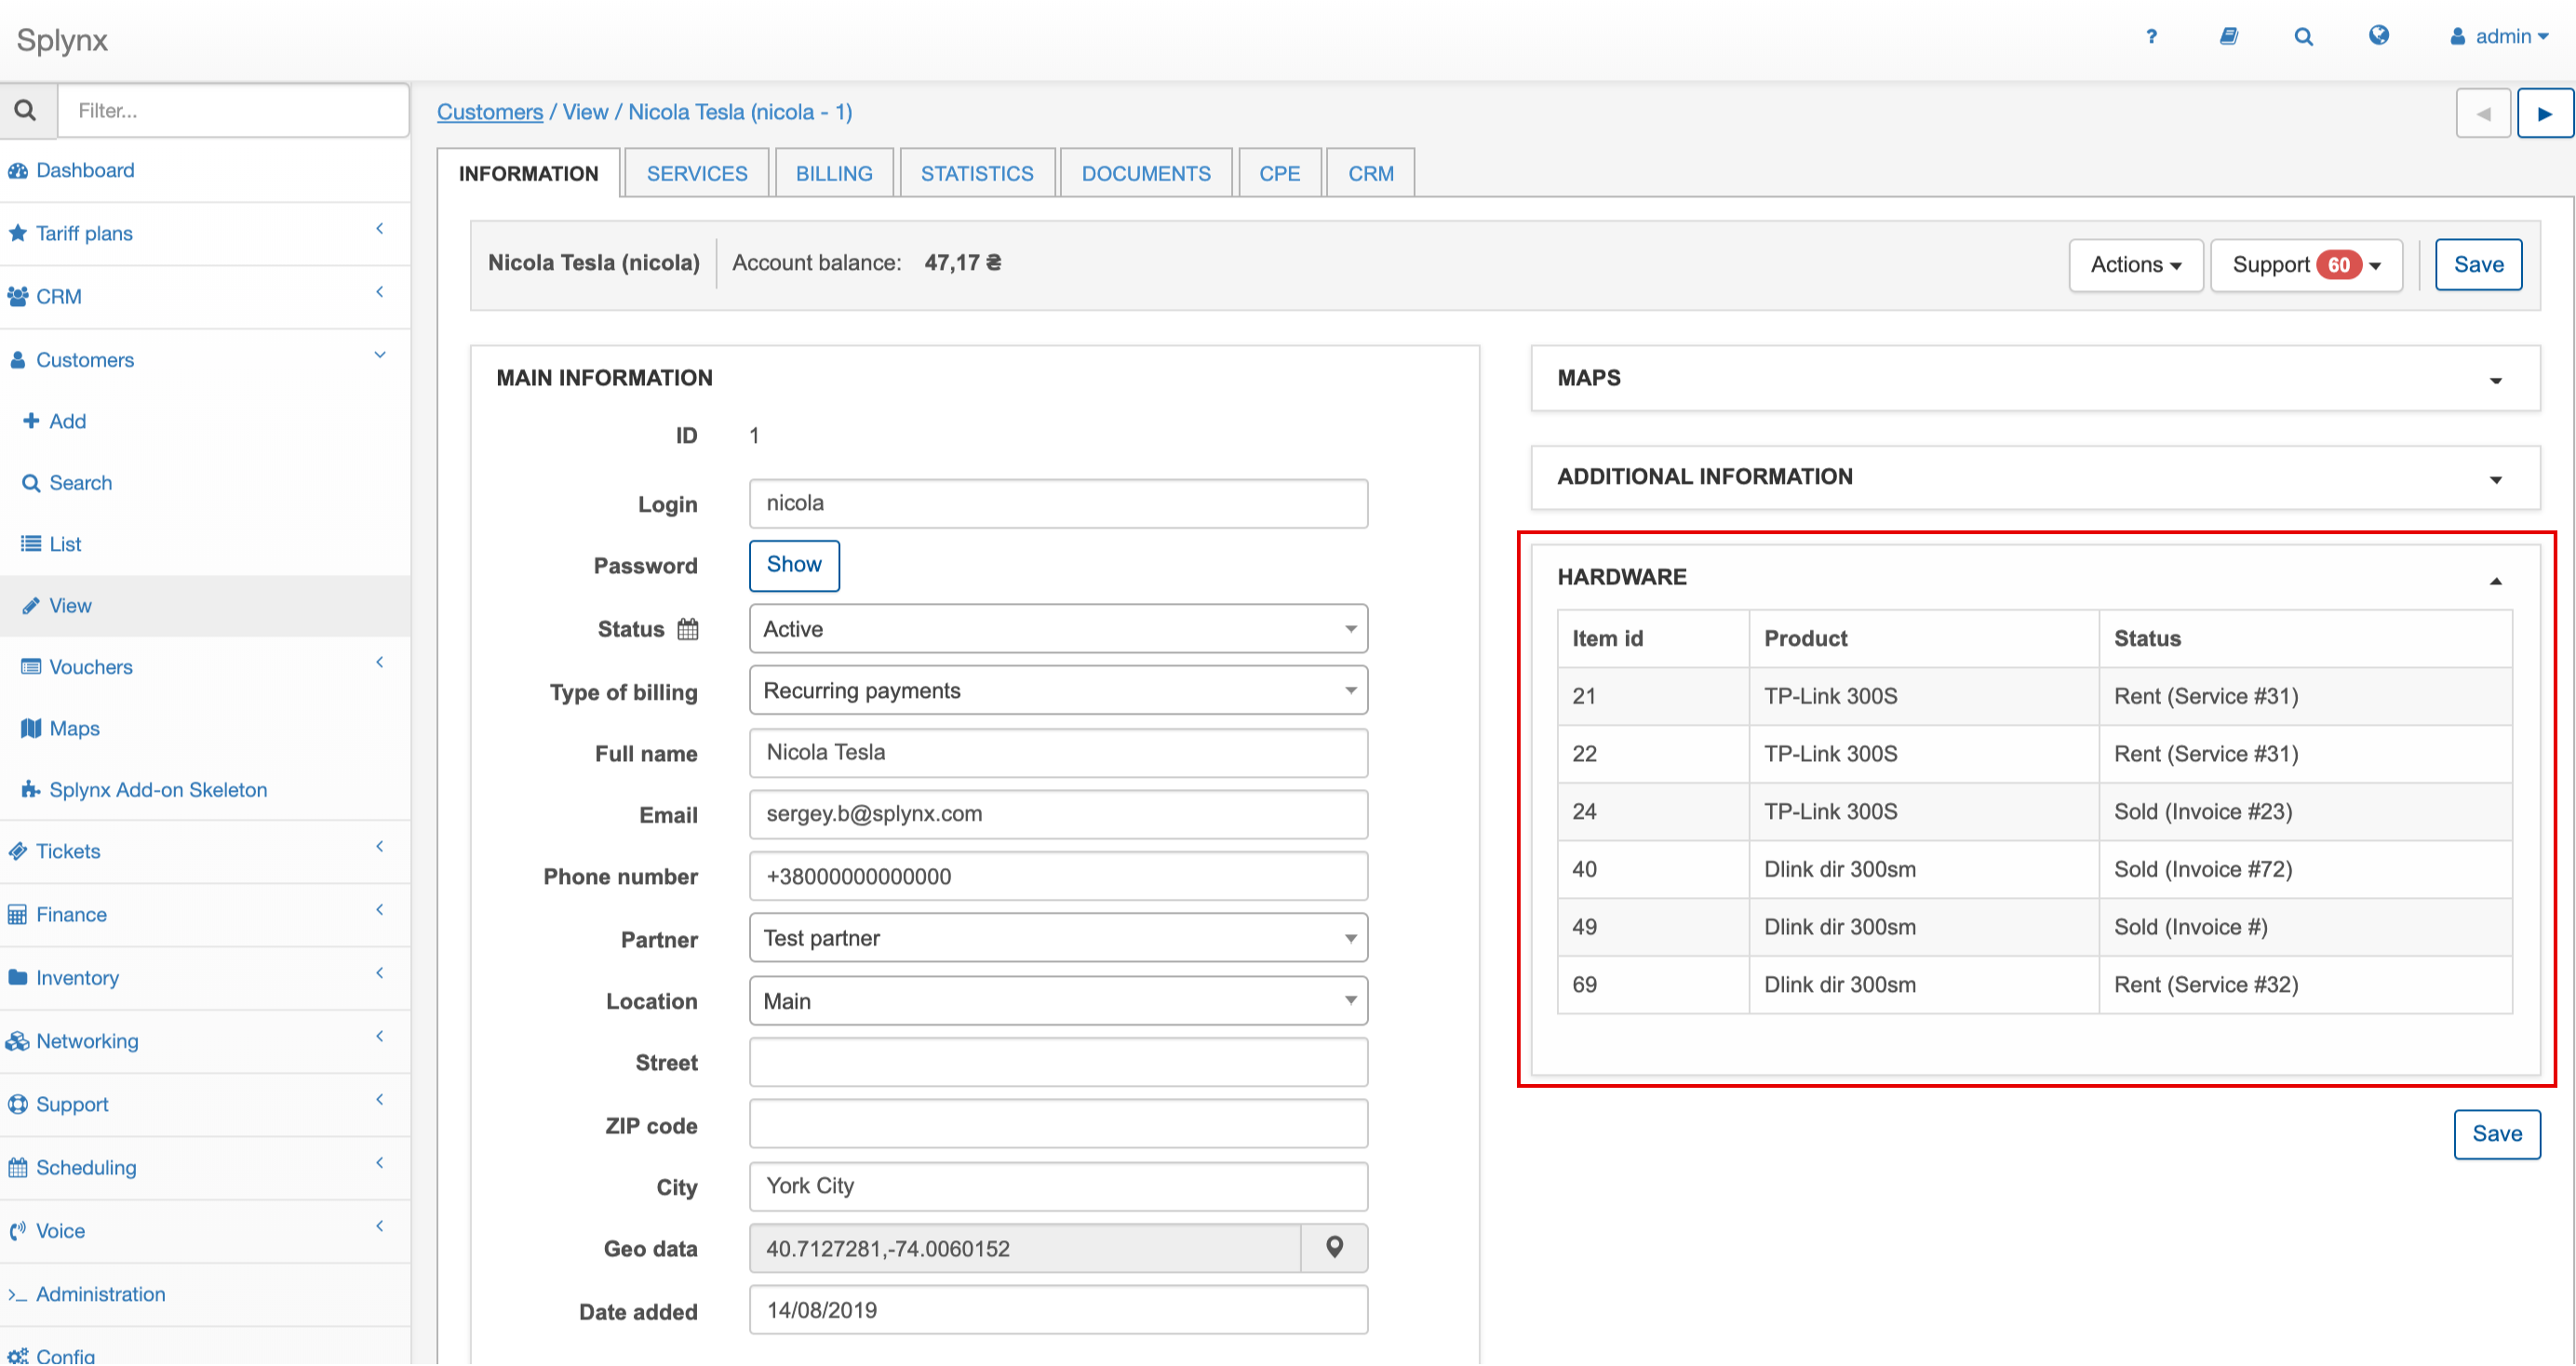 Splynx
? admin
Filter...
Dashboard
Tariff plans
CRM
Customers
Add
Search
List
View
Vouchers
Maps
Splynx Add-on Skeleton
Tickets
Finance
Inventory
Networking
Support
Scheduling
Voice
Administration
Config
Customers / View / Nicola Tesla (nicola - 1)
INFORMATION SERVICES BILLING STATISTICS DOCUMENTS CPE CRM
Nicola Tesla (nicola) Account balance: 47,17 ₴ Actions Support 60 Save
MAIN INFORMATION
ID 1
Login nicola
Password Show
Status Active
Type of billing Recurring payments
Full name Nicola Tesla
Email sergey.b@splynx.com
Phone number +38000000000000
Partner Test partner
Location Main
Street
ZIP code
City York City
Geo data 40.7127281,-74.0060152
Date added 14/08/2019
MAPS
ADDITIONAL INFORMATION
HARDWARE
Item id Product Status
21 TP-Link 300S Rent (Service #31)
22 TP-Link 300S Rent (Service #31)
24 TP-Link 300S Sold (Invoice #23)
40 Dlink dir 300sm Sold (Invoice #72)
49 Dlink dir 300sm Sold (Invoice #)
69 Dlink dir 300sm Rent (Service #32)
Save